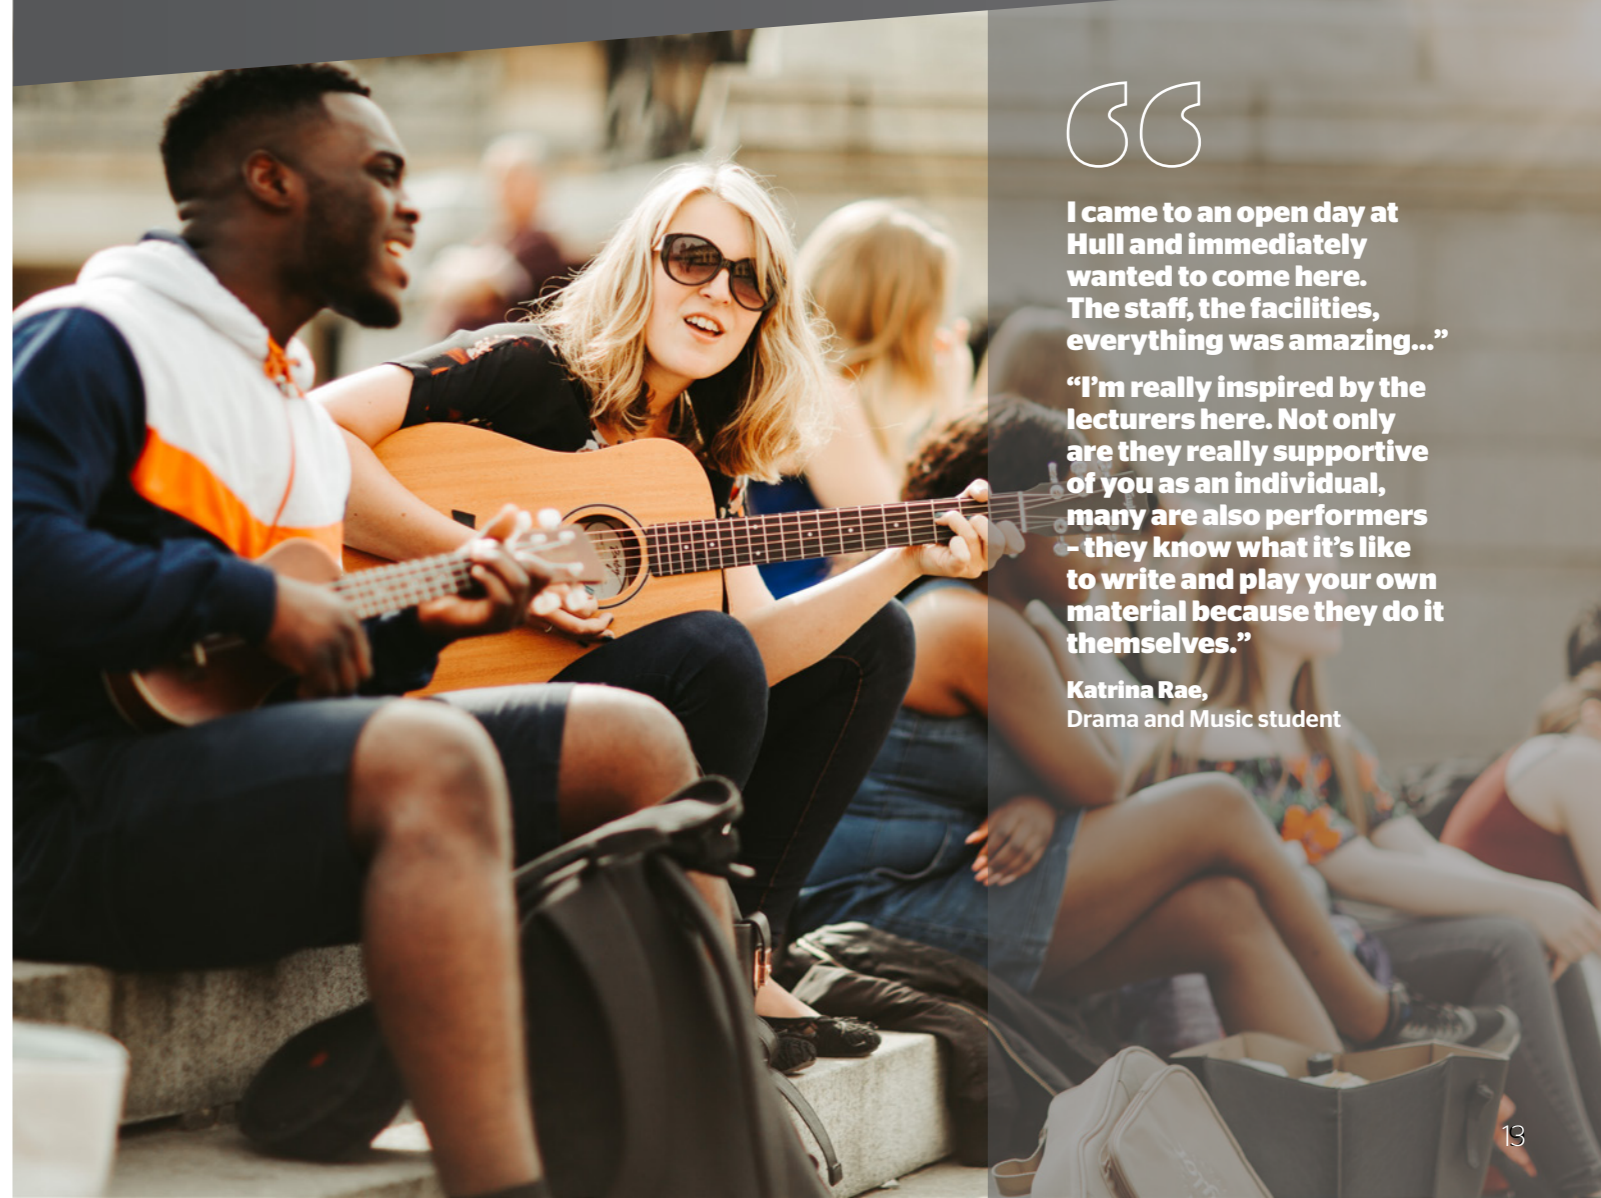 “
I came to an open day at
Hull and immediately
wanted to come here.
The staff, the facilities,
everything was amazing...”
“I’m really inspired by the
lecturers here. Not only
are they really supportive
of you as an individual,
many are also performers
– they know what it’s like
to write and play your own
material because they do it
themselves.”
Katrina Rae,
Drama and Music student
13